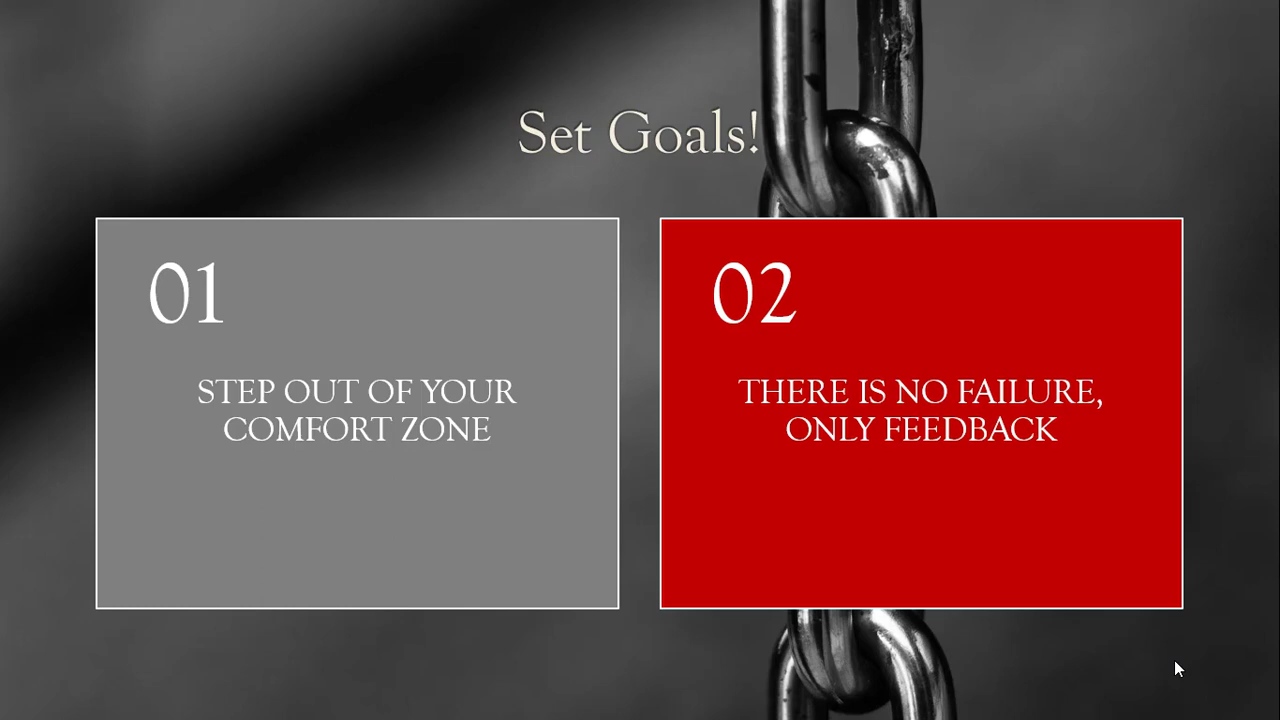 Set Goals!
01
STEP OUT OF YOUR
COMFORT ZONE
02
THERE IS NO FAILURE,
ONLY FEEDBACK